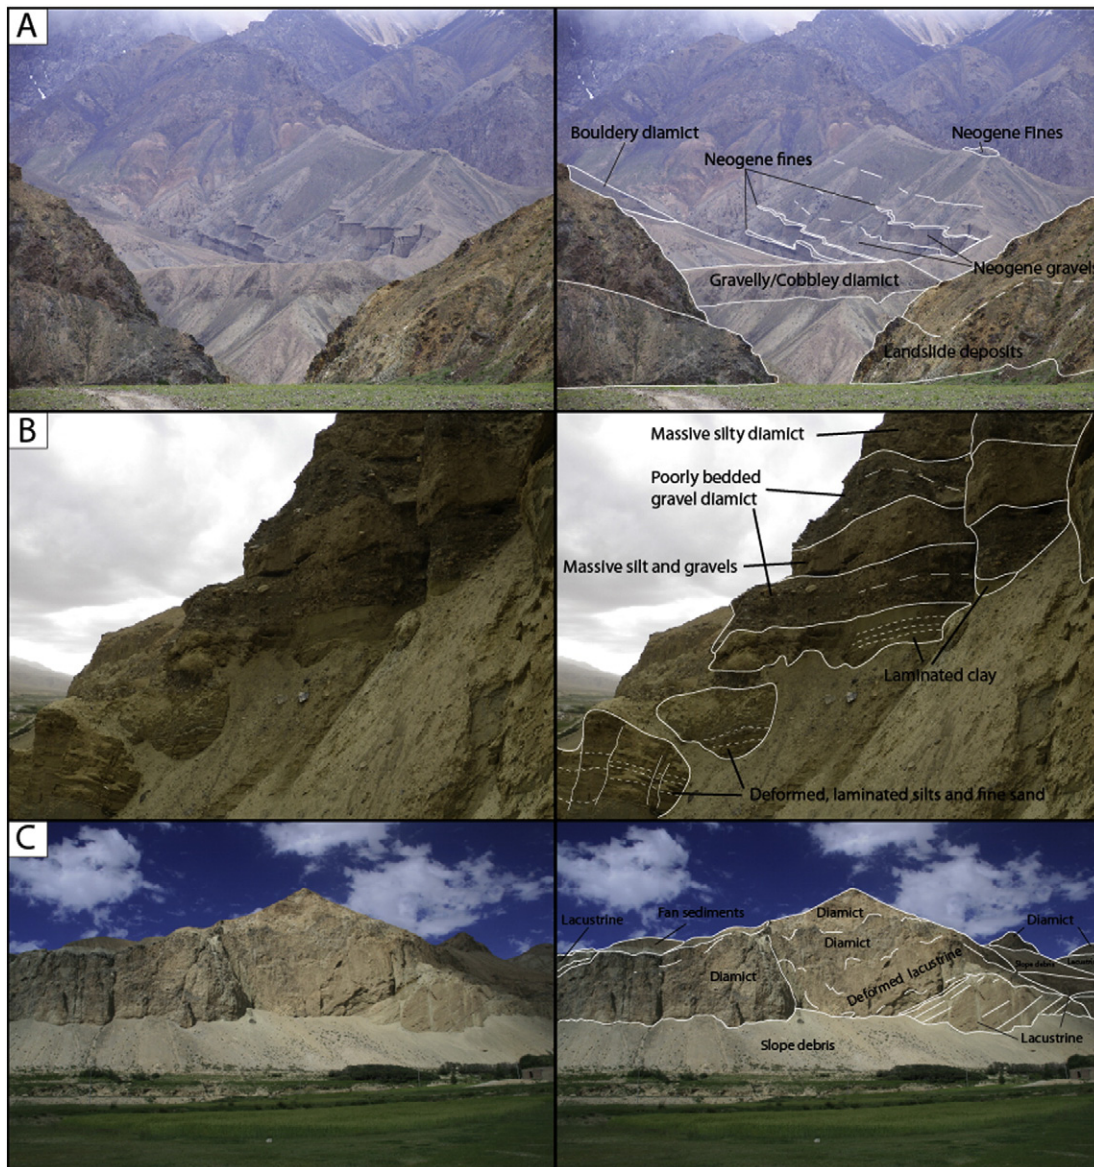 A
Bouldery diamict
Neogene Fines
Neogene fines
Neogene gravels
Gravelly/Cobbley diamict
Landslide deposits
B
Massive silty diamict
Poorly bedded
gravel diamict
Massive silt and gravels
Laminated clay
Deformed, laminated silts and fine sand
C
Lacustrine
Fan sediments
Diamict
Diamict
Diamict
Diamict
Deformed lacustrine
Slope debris
Lacustrine
Slope debris